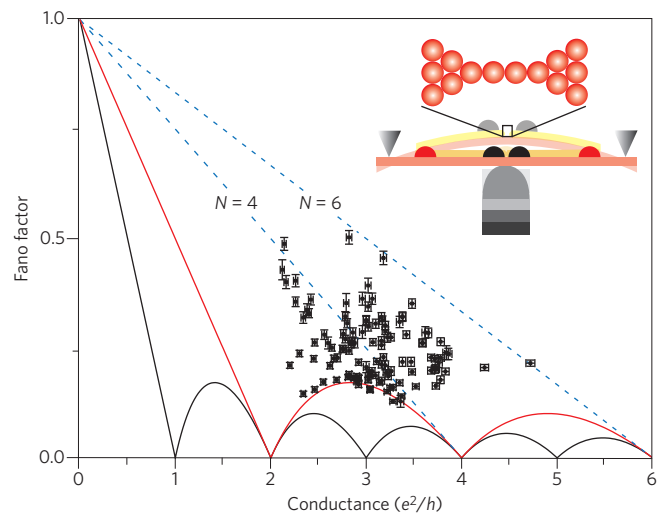 1.0
0.5
0.0
Fano factor
N = 4
N = 6
0
1
2
3
4
5
6
Conductance (e²/h)